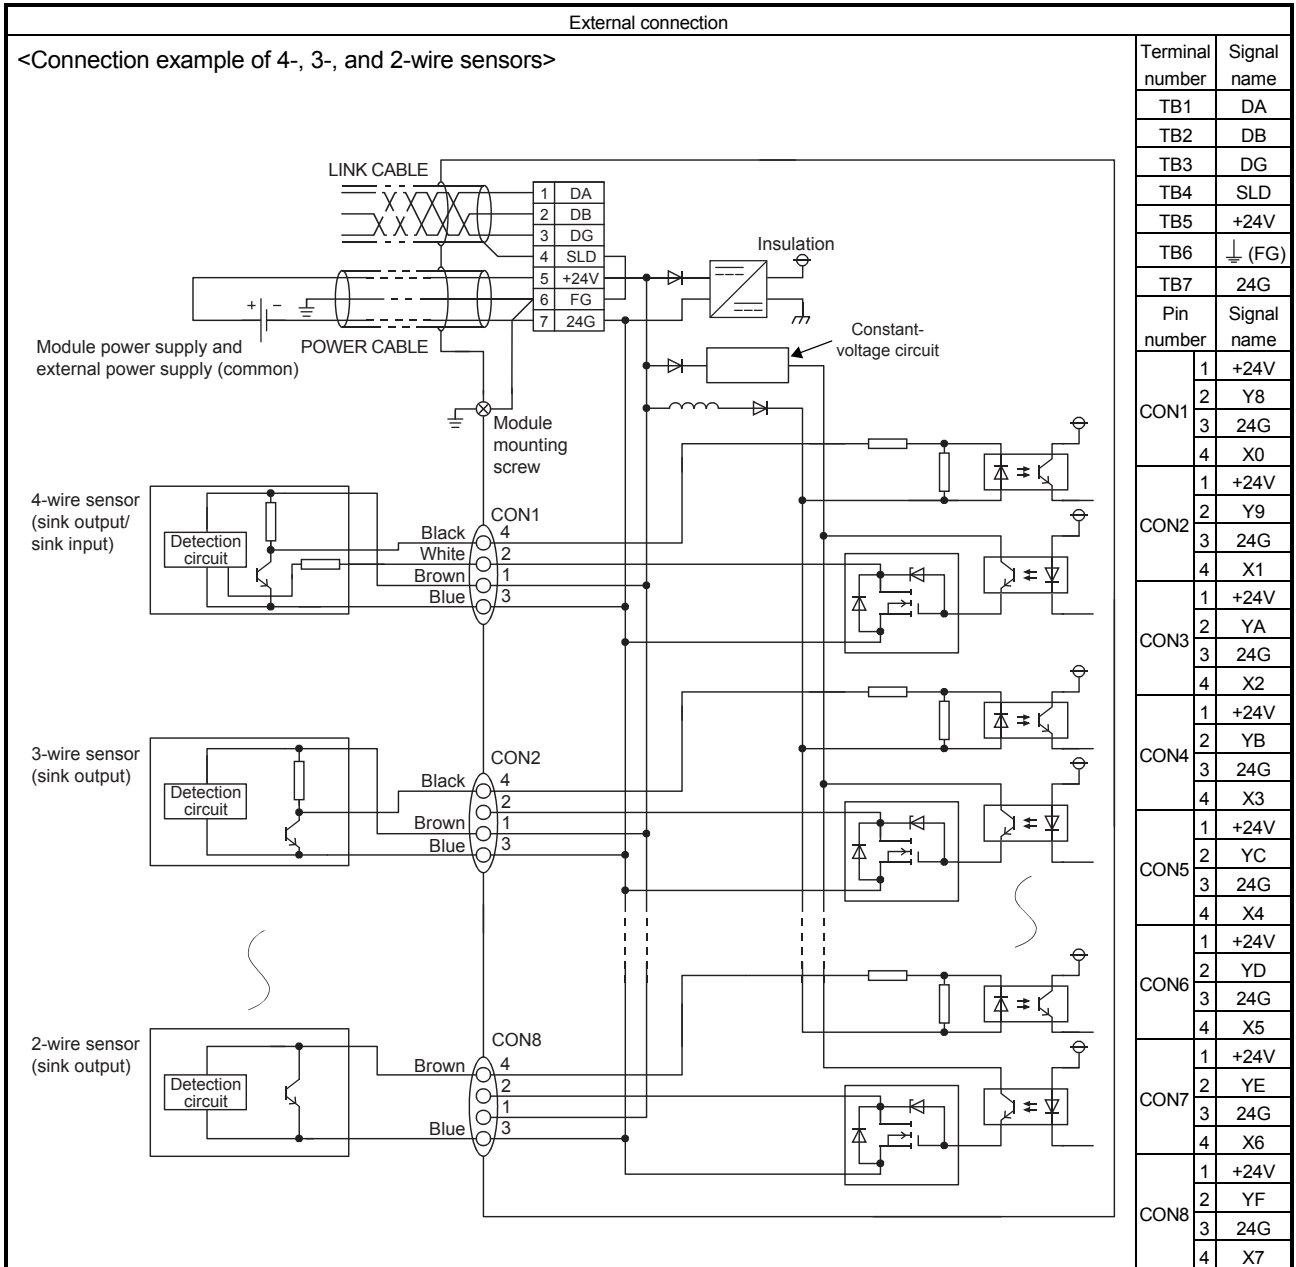 External connection
<Connection example of 4-, 3-, and 2-wire sensors>
LINK CABLE
1 DA
2 DB
3 DG
4 SLD
5 +24V
6 FG
7 24G
Insulation
+ −
Module power supply and
external power supply (common)
POWER CABLE
Constant-
voltage circuit
Module
mounting
screw
4-wire sensor
(sink output/
sink input)
Detection
circuit
CON1
Black 4
White 2
Brown 1
Blue 3
3-wire sensor
(sink output)
Detection
circuit
CON2
Black 4
2
Brown 1
Blue 3
2-wire sensor
(sink output)
Detection
circuit
CON8
Brown 4
2
1
Blue 3
Terminal number Signal name
TB1 DA
TB2 DB
TB3 DG
TB4 SLD
TB5 +24V
TB6 (FG)
TB7 24G
Pin number Signal name
CON1
1 +24V
2 Y8
3 24G
4 X0
CON2
1 +24V
2 Y9
3 24G
4 X1
CON3
1 +24V
2 YA
3 24G
4 X2
CON4
1 +24V
2 YB
3 24G
4 X3
CON5
1 +24V
2 YC
3 24G
4 X4
CON6
1 +24V
2 YD
3 24G
4 X5
CON7
1 +24V
2 YE
3 24G
4 X6
CON8
1 +24V
2 YF
3 24G
4 X7